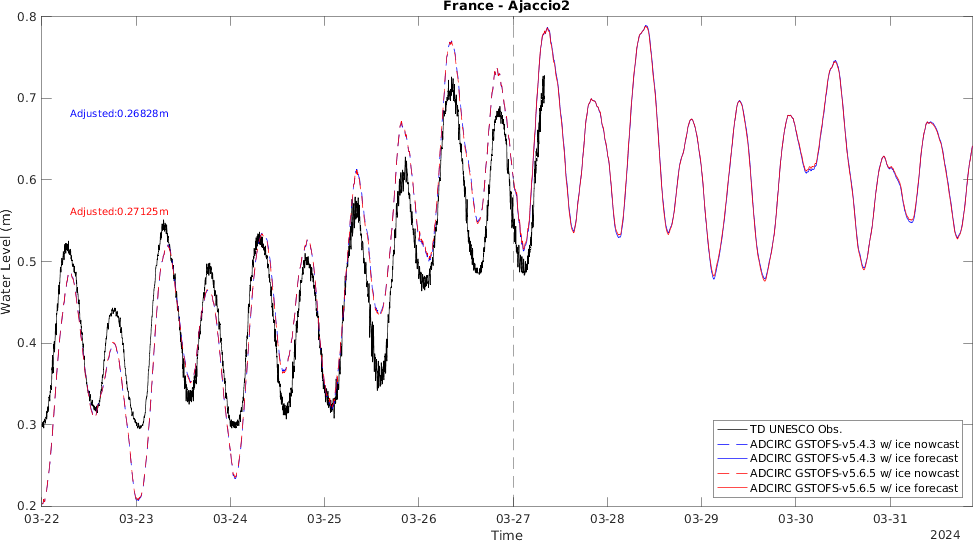 France - Ajaccio2
0.8
0.7
0.6
0.5
0.4
0.3
0.2
Water Level (m)
Adjusted:0.26828m
Adjusted:0.27125m
TD UNESCO Obs.
ADCIRC GSTOFS-v5.4.3 w/ ice nowcast
ADCIRC GSTOFS-v5.4.3 w/ ice forecast
ADCIRC GSTOFS-v5.6.5 w/ ice nowcast
ADCIRC GSTOFS-v5.6.5 w/ ice forecast
03-22 03-23 03-24 03-25 03-26 03-27 03-28 03-29 03-30 03-31
Time
2024